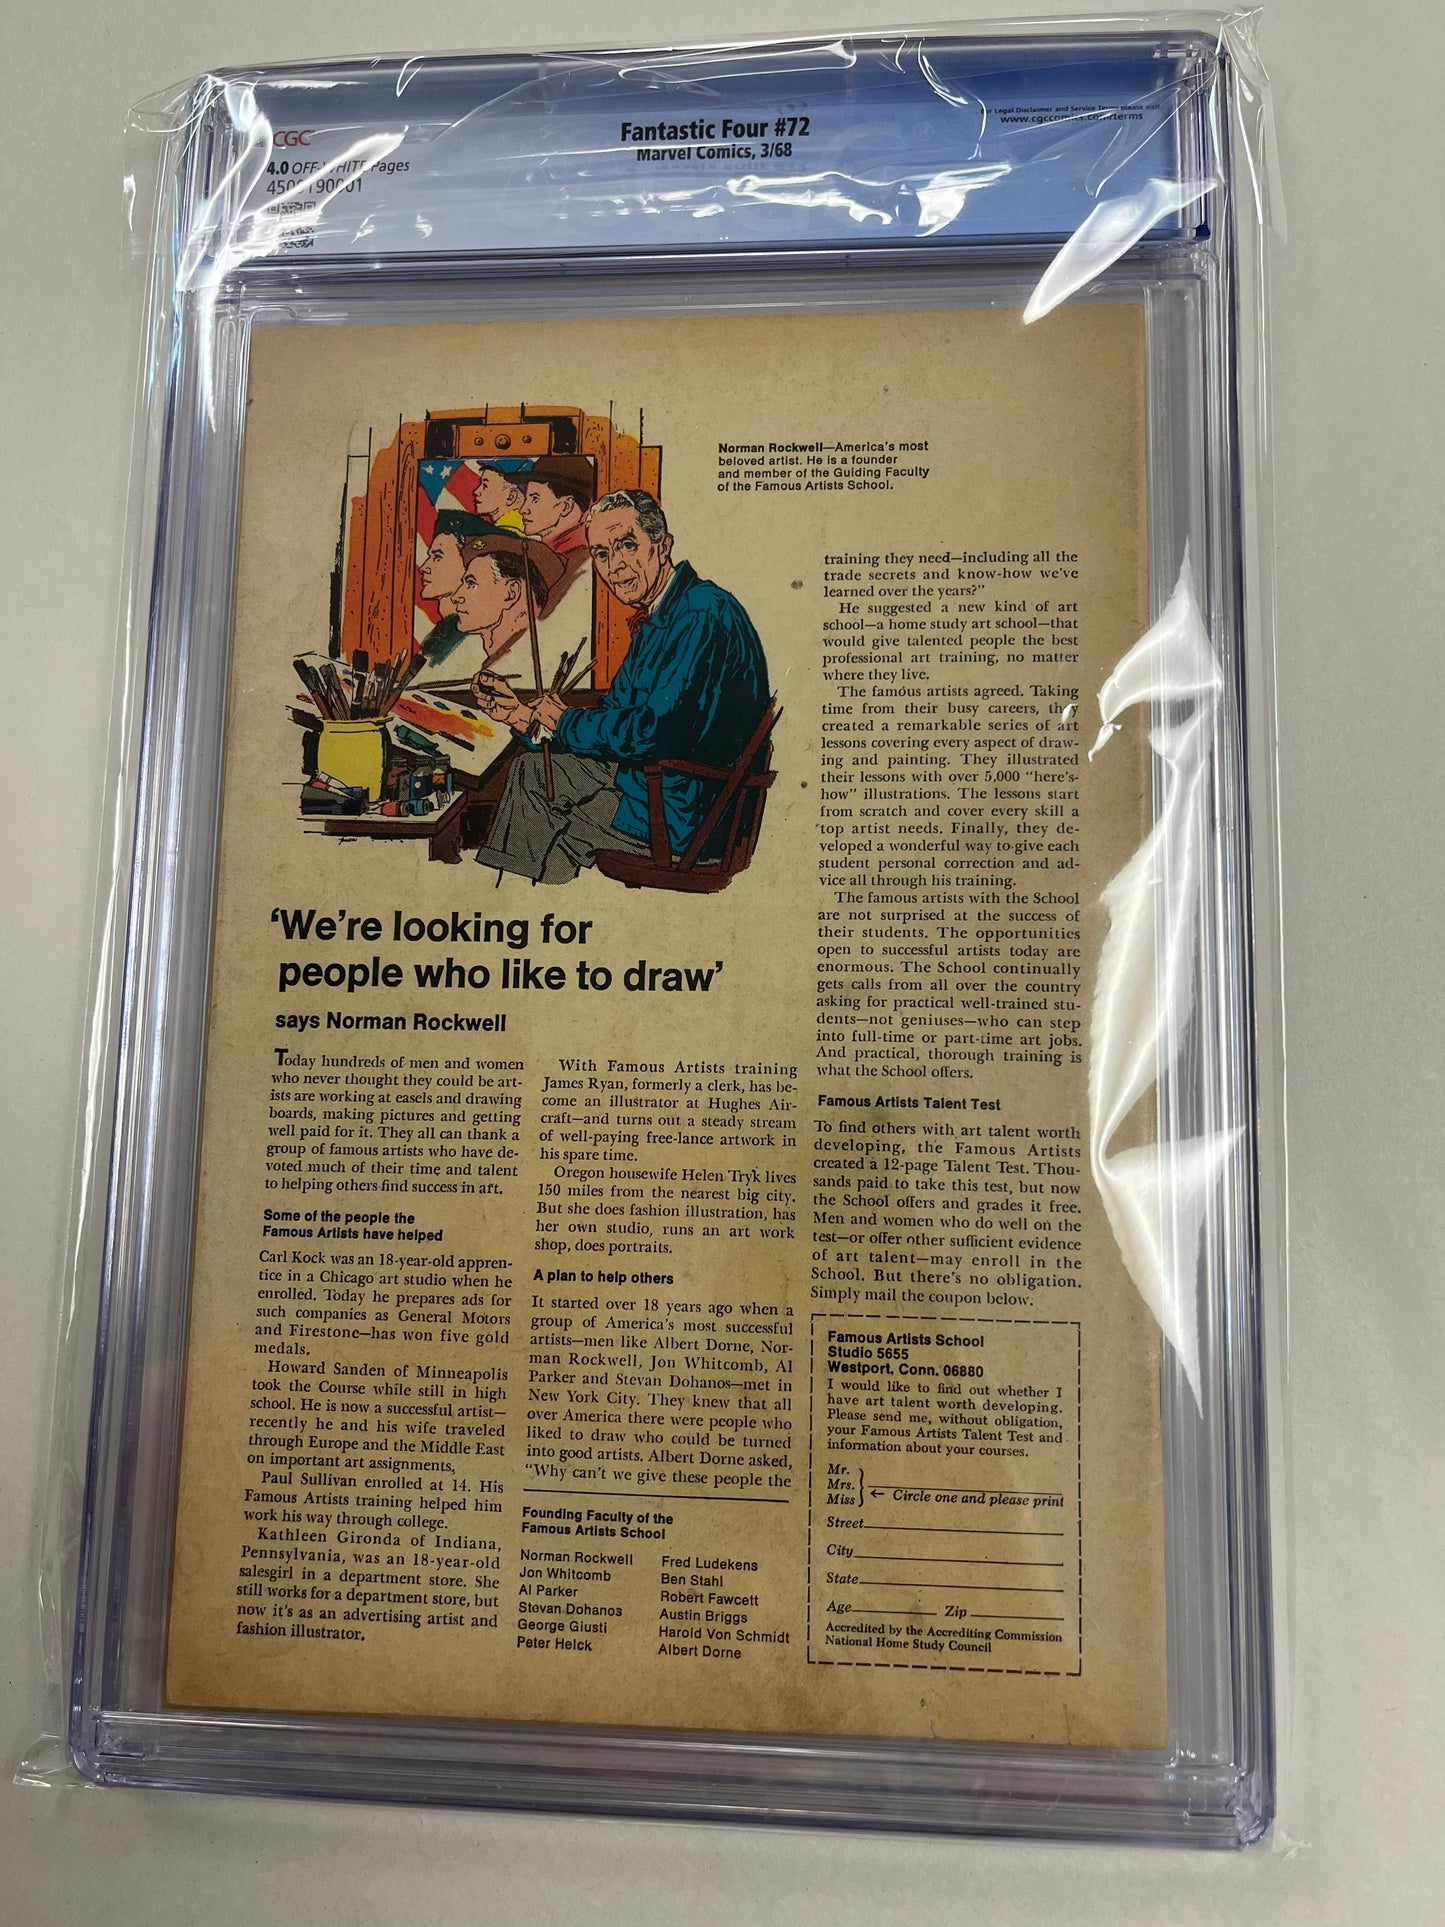 CGC
4.0 OFF-WHITE Pages
Fantastic Four #72
Marvel Comics, 3/68
For Legal Disclaimer and Service Terms please visit:
www.cgccomics.com/terms
Norman Rockwell—America's most
beloved artist. He is a founder
and member of the Guiding Faculty
of the Famous Artists School.
'We're looking for
people who like to draw'
says Norman Rockwell
Today hundreds of men and women
who never thought they could be art-
ists are working at easels and drawing
boards, making pictures and getting
well paid for it. They all can thank a
group of famous artists who have de-
voted much of their time and talent
to helping others find success in art.
Some of the people the
Famous Artists have helped
Carl Kock was an 18-year-old appren-
tice in a Chicago art studio when he
enrolled. Today he prepares ads for
such companies as General Motors
and Firestone—has won five gold
medals.
Howard Sanden of Minneapolis
took the Course while still in high
school. He is now a successful artist—
recently he and his wife traveled
through Europe and the Middle East
on important art assignments,
Paul Sullivan enrolled at 14. His
Famous Artists training helped him
work his way through college.
Kathleen Gironda of Indiana,
Pennsylvania, was an 18-year-old
salesgirl in a department store. She
still works for a department store, but
now it's as an advertising artist and
fashion illustrator.
With Famous Artists training
James Ryan, formerly a clerk, has be-
come an illustrator at Hughes Air-
craft—and turns out a steady stream
of well-paying free-lance artwork in
his spare time.
Oregon housewife Helen Tryk lives
150 miles from the nearest big city.
But she does fashion illustration, has
her own studio, runs an art work
shop, does portraits.
A plan to help others
It started over 18 years ago when a
group of America's most successful
artists—men like Albert Dorne, Nor-
man Rockwell, Jon Whitcomb, Al
Parker and Stevan Dohanos—met in
New York City. They knew that all
over America there were people who
liked to draw who could be turned
into good artists. Albert Dorne asked,
"Why can't we give these people the
Founding Faculty of the
Famous Artists School
Norman Rockwell
Jon Whitcomb
Al Parker
Stevan Dohanos
George Giusti
Peter Helck
Fred Ludekens
Ben Stahl
Robert Fawcett
Austin Briggs
Harold Von Schmidt
Albert Dorne
training they need—including all the
trade secrets and know-how we've
learned over the years?"
He suggested a new kind of art
school—a home study art school—that
would give talented people the best
professional art training, no matter
where they live.
The famous artists agreed. Taking
time from their busy careers, they
created a remarkable series of art
lessons covering every aspect of draw-
ing and painting. They illustrated
their lessons with over 5,000 "here's-
how" illustrations. The lessons start
from scratch and cover every skill a
top artist needs. Finally, they de-
veloped a wonderful way to give each
student personal correction and ad-
vice all through his training.
The famous artists with the School
are not surprised at the success of
their students. The opportunities
open to successful artists today are
enormous. The School continually
gets calls from all over the country
asking for practical well-trained stu-
dents—not geniuses—who can step
into full-time or part-time art jobs.
And practical, thorough training is
what the School offers.
Famous Artists Talent Test
To find others with art talent worth
developing, the Famous Artists
created a 12-page Talent Test. Thou-
sands paid to take this test, but now
the School offers and grades it free.
Men and women who do well on the
test—or offer other sufficient evidence
of art talent—may enroll in the
School. But there's no obligation.
Simply mail the coupon below.
Famous Artists School
Studio 5655
Westport, Conn. 06880
I would like to find out whether I
have art talent worth developing.
Please send me, without obligation,
your Famous Artists Talent Test and
information about your courses.
Mr.
Mrs.
Miss
← Circle one and please print
Street
City
State
Age Zip
Accredited by the Accrediting Commission
National Home Study Council